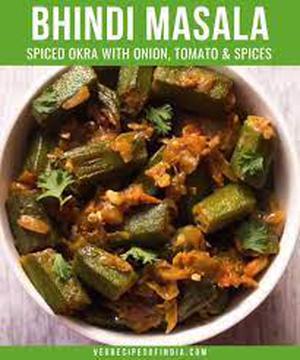 BHINDI MASALA
SPICED OKRA WITH ONION, TOMATO & SPICES
VEGRECIPESOFINDIA.COM